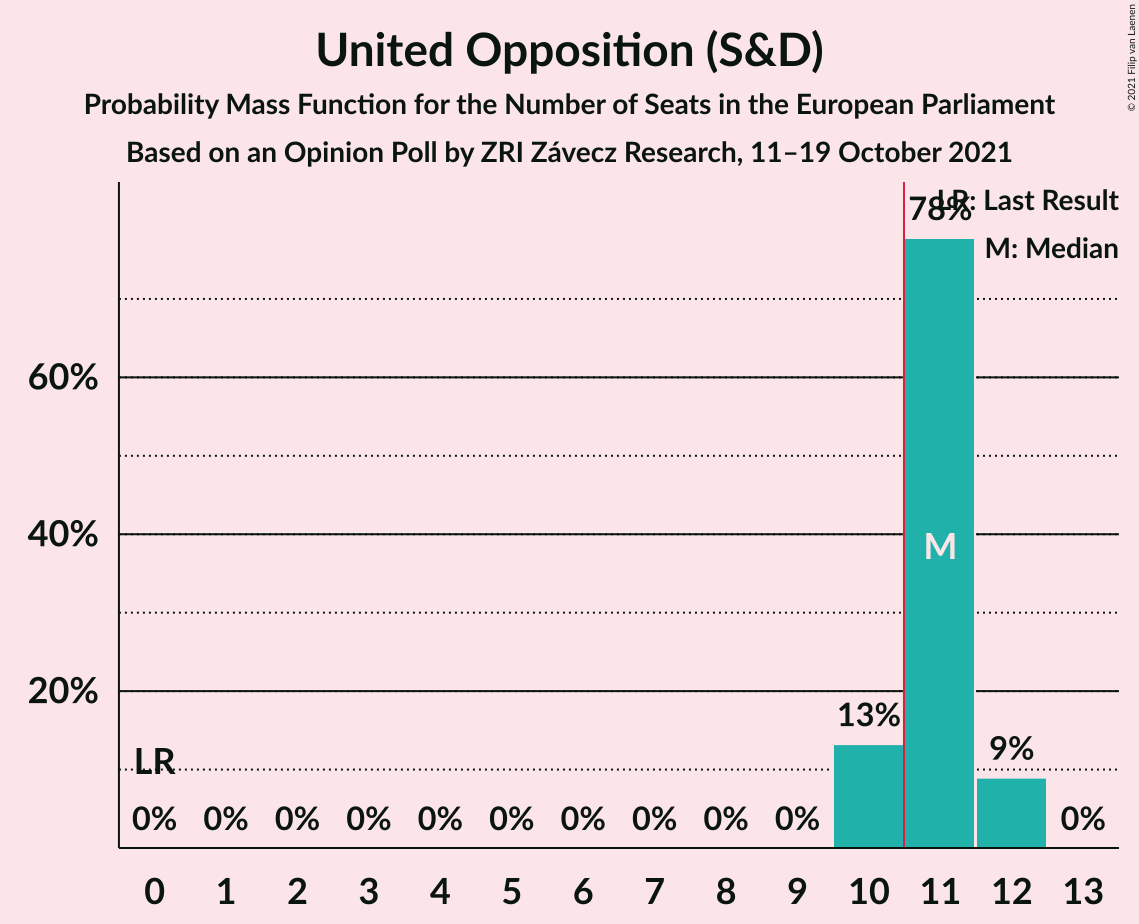 United Opposition (S&D)
Probability Mass Function for the Number of Seats in the European Parliament
Based on an Opinion Poll by ZRI Závecz Research, 11–19 October 2021
© 2021 Filip van Laenen
LR: Last Result
M: Median
78%
60%
40%
M
20%
13%
9%
LR
0% 0% 0% 0% 0% 0% 0% 0% 0% 0% 0%
0 1 2 3 4 5 6 7 8 9 10 11 12 13